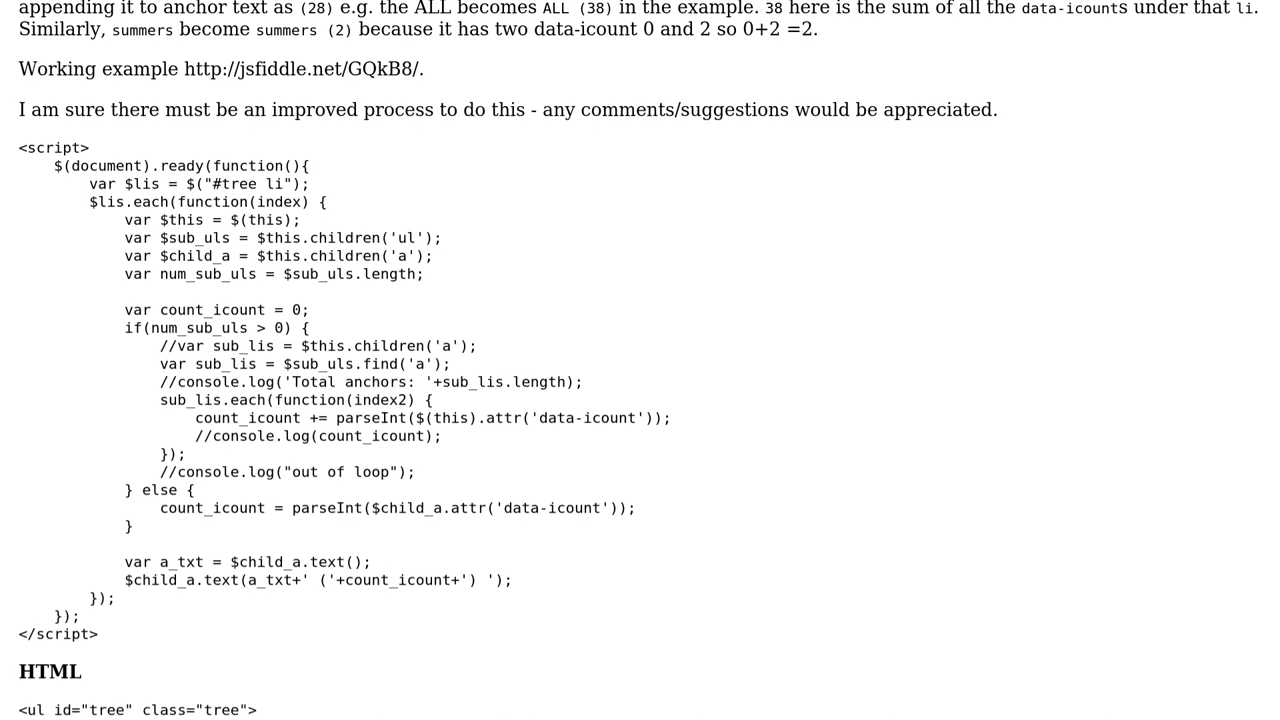 appending it to anchor text as (28) e.g. the ALL becomes ALL (38) in the example. 38 here is the sum of all the data-icounts under that li.
Similarly, summers become summers (2) because it has two data-icount 0 and 2 so 0+2 =2.
Working example http://jsfiddle.net/GQkB8/.
I am sure there must be an improved process to do this - any comments/suggestions would be appreciated.
<script>
    $(document).ready(function(){
        var $lis = $("#tree li");
        $lis.each(function(index) {
            var $this = $(this);
            var $sub_uls = $this.children('ul');
            var $child_a = $this.children('a');
            var num_sub_uls = $sub_uls.length;

            var count_icount = 0;
            if(num_sub_uls > 0) {
                //var sub_lis = $this.children('a');
                var sub_lis = $sub_uls.find('a');
                //console.log('Total anchors: '+sub_lis.length);
                sub_lis.each(function(index2) {
                    count_icount += parseInt($(this).attr('data-icount'));
                    //console.log(count_icount);
                });
                //console.log("out of loop");
            } else {
                count_icount = parseInt($child_a.attr('data-icount'));
            }

            var a_txt = $child_a.text();
            $child_a.text(a_txt+' ('+count_icount+') ');
        });
    });
</script>
HTML
<ul id="tree" class="tree">